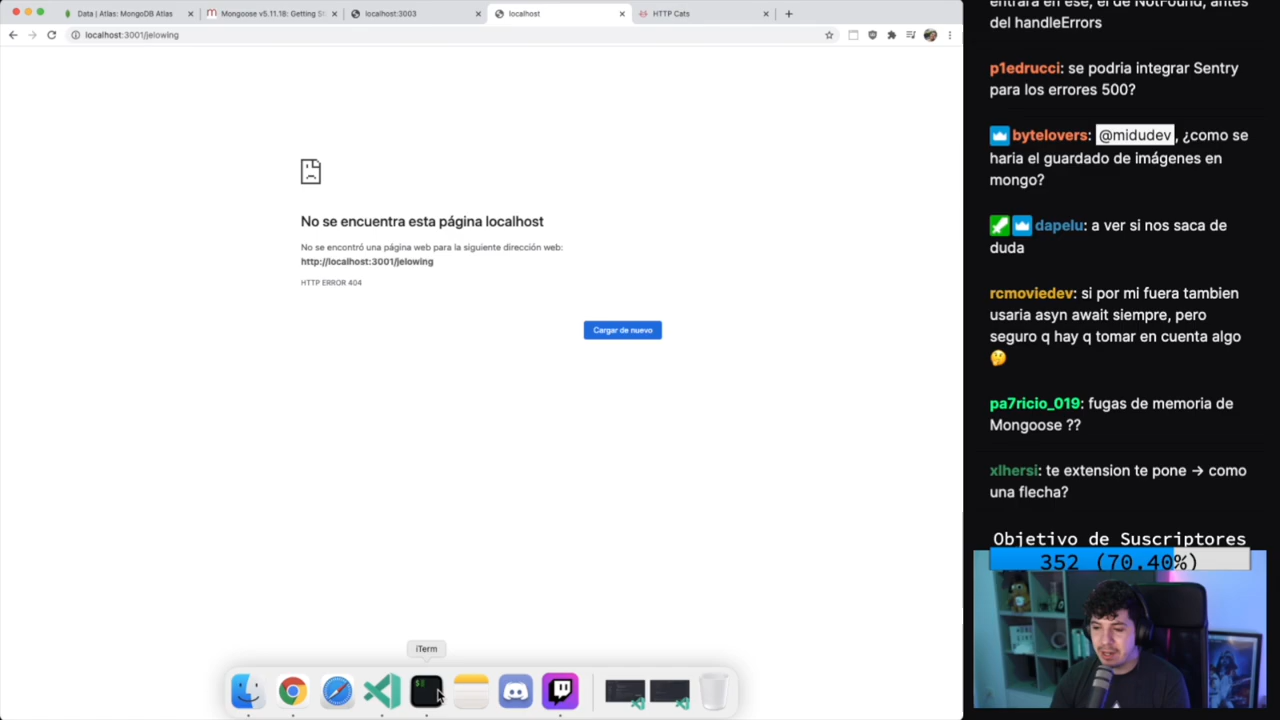 Data | Atlas: MongoDB Atlas
Mongoose v5.11.18: Getting St
localhost:3003
localhost
HTTP Cats
localhost:3001/jelowing
No se encuentra esta página localhost
No se encontró una página web para la siguiente dirección web:
http://localhost:3001/jelowing
HTTP ERROR 404
Cargar de nuevo
iTerm
entrará en ese, el de NotFound, antes
del handleErrors
p1edrucci: se podria integrar Sentry
para los errores 500?
bytelovers: @midudev, ¿como se
haria el guardado de imágenes en
mongo?
dapelu: a ver si nos saca de
duda
rcmoviedev: si por mi fuera tambien
usaria asyn await siempre, pero
seguro q hay q tomar en cuenta algo
🤔
pa7ricio_019: fugas de memoria de
Mongoose ??
xlhersi: te extension te pone → como
una flecha?
Objetivo de Suscriptores
352 (70.40%)